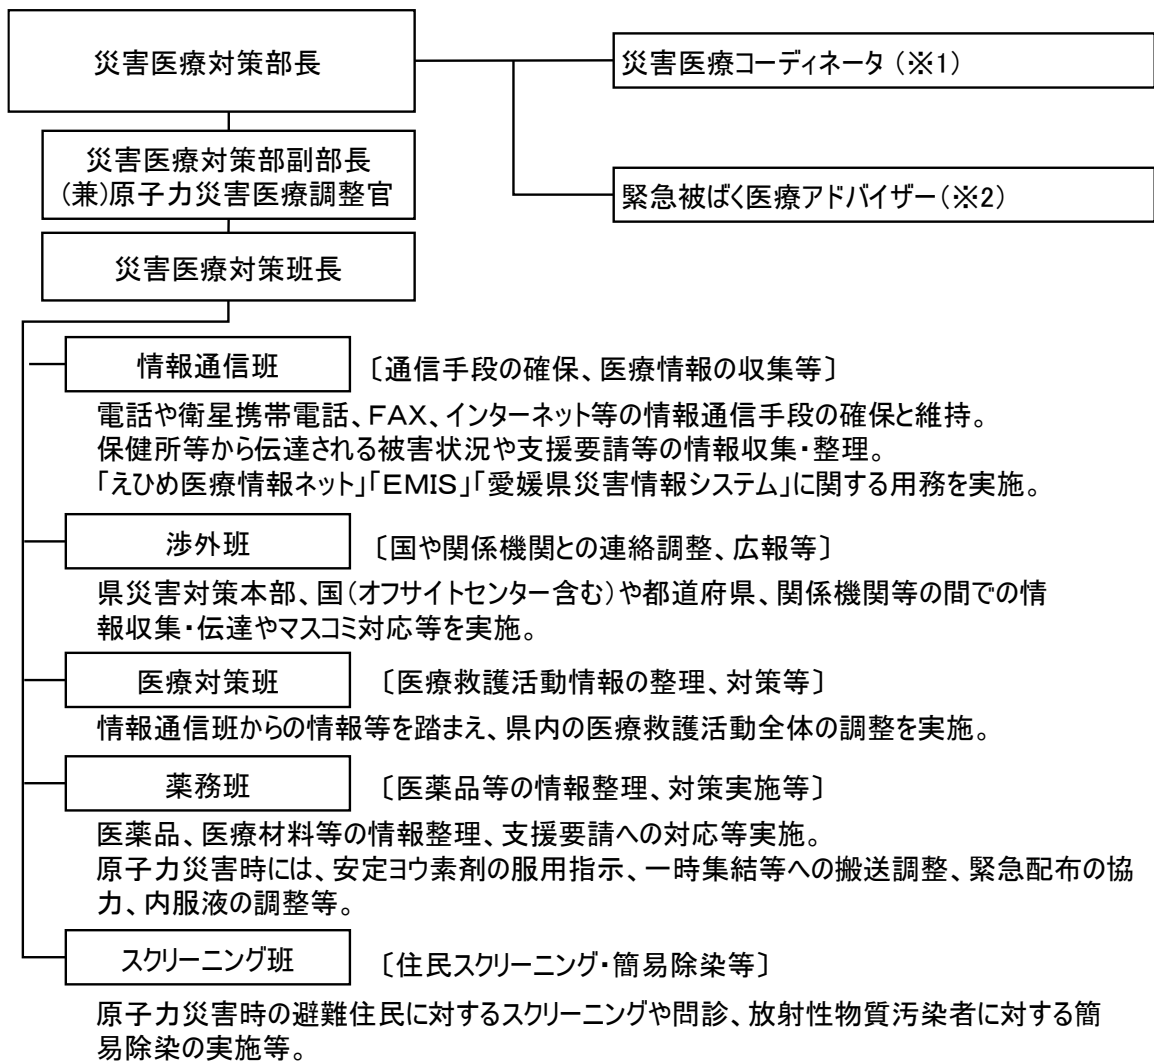 災害医療対策部長
災害医療コーディネータ（※1）
災害医療対策部副部長
(兼)原子力災害医療調整官
緊急被ばく医療アドバイザー（※2）
災害医療対策班長
情報通信班 〔通信手段の確保、医療情報の収集等〕
電話や衛星携帯電話、FAX、インターネット等の情報通信手段の確保と維持。
保健所等から伝達される被害状況や支援要請等の情報収集・整理。
「えひめ医療情報ネット」「EMIS」「愛媛県災害情報システム」に関する用務を実施。
渉外班 〔国や関係機関との連絡調整、広報等〕
県災害対策本部、国（オフサイトセンター含む）や都道府県、関係機関等の間での情
報収集・伝達やマスコミ対応等を実施。
医療対策班 〔医療救護活動情報の整理、対策等〕
情報通信班からの情報等を踏まえ、県内の医療救護活動全体の調整を実施。
薬務班 〔医薬品等の情報整理、対策実施等〕
医薬品、医療材料等の情報整理、支援要請への対応等実施。
原子力災害時には、安定ヨウ素剤の服用指示、一時集結等への搬送調整、緊急配布の協
力、内服液の調整等。
スクリーニング班 〔住民スクリーニング・簡易除染等〕
原子力災害時の避難住民に対するスクリーニングや問診、放射性物質汚染者に対する簡
易除染の実施等。